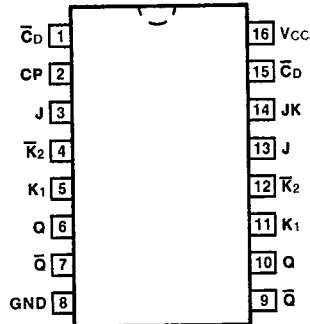 C̅D 1 16 VCC
CP 2 15 C̅D
J 3 14 JK
K̅2 4 13 J
K1 5 12 K̅2
Q 6 11 K1
Q̅ 7 10 Q
GND 8 9 Q̅